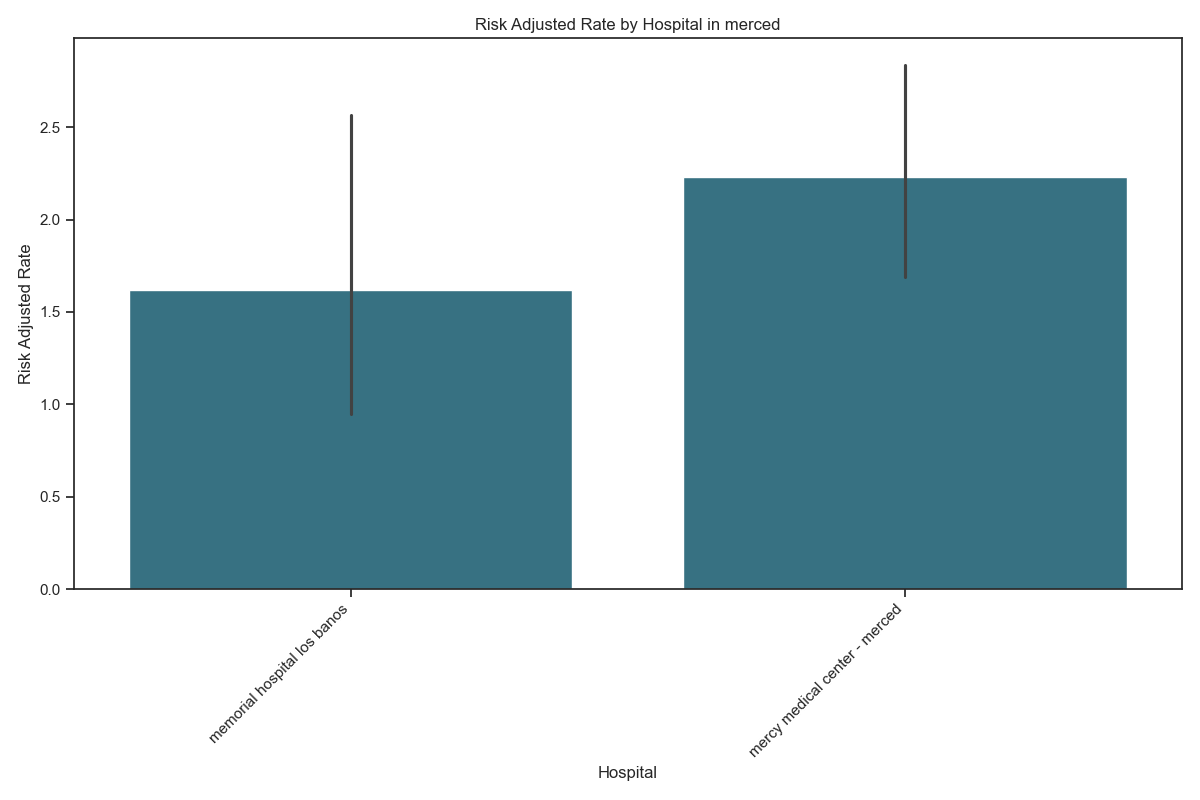 Risk Adjusted Rate by Hospital in merced
Risk Adjusted Rate
2.5
2.0
1.5
1.0
0.5
0.0
memorial hospital los banos
mercy medical center - merced
Hospital